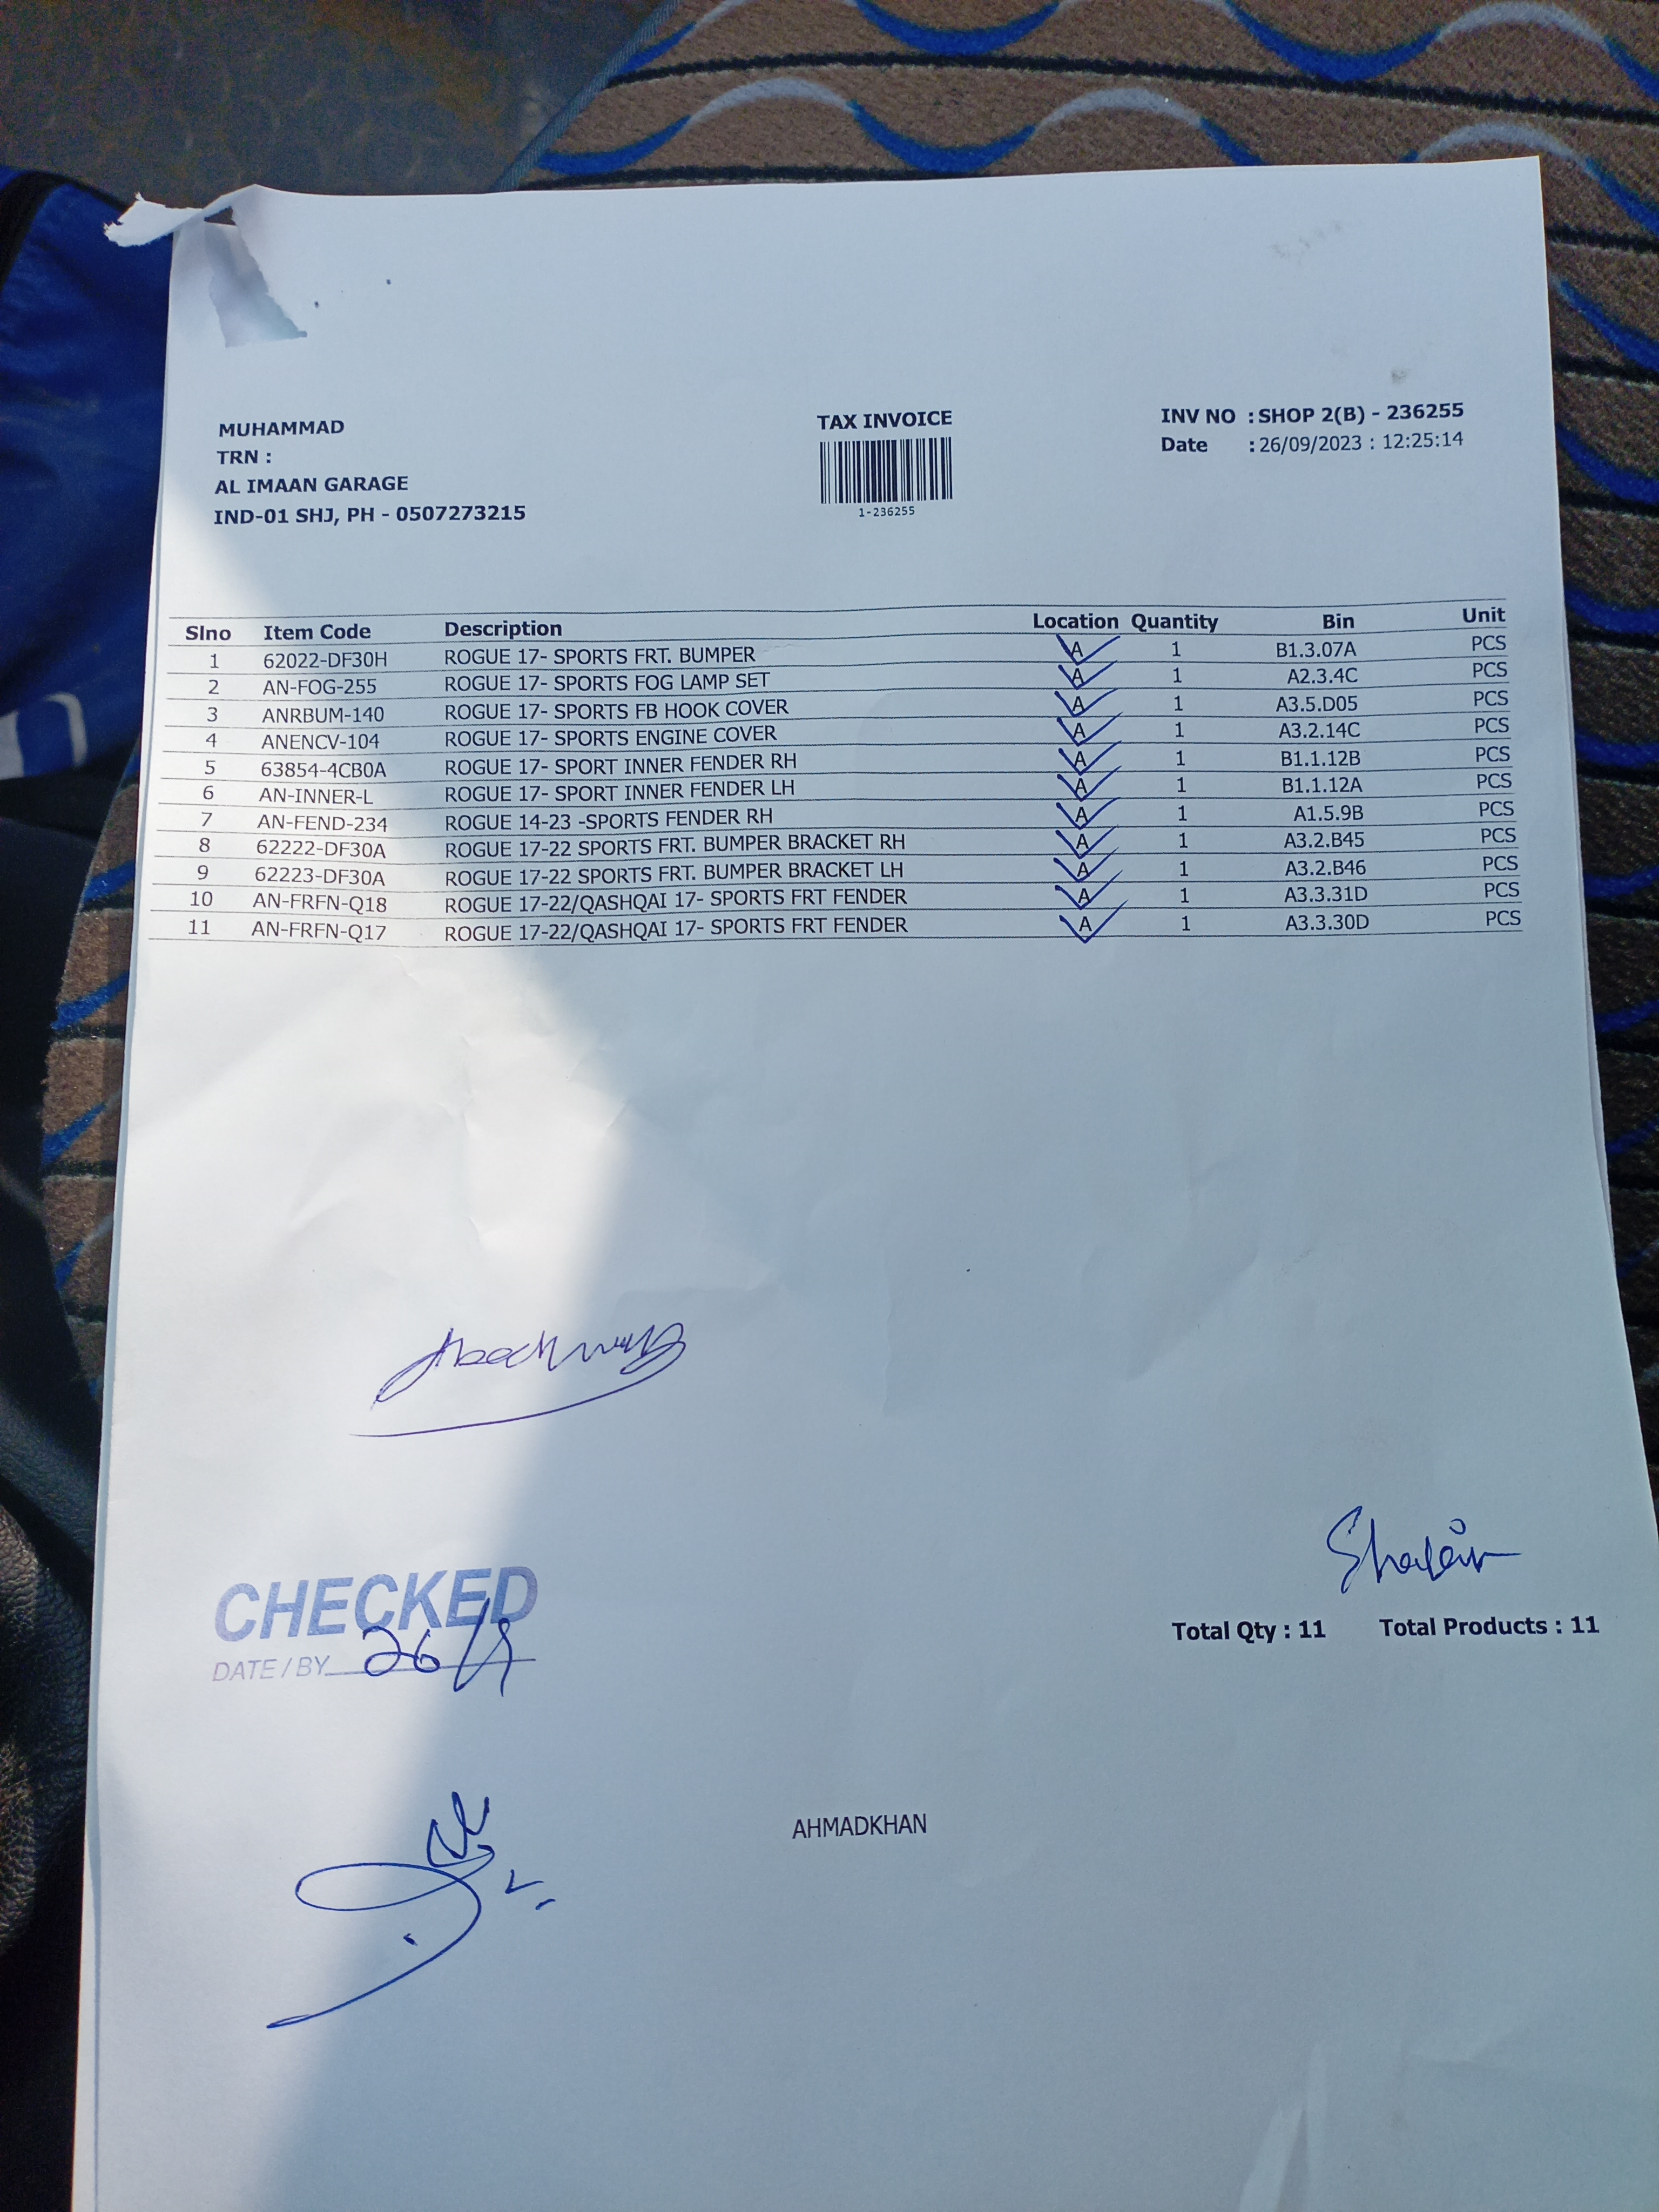 MUHAMMAD
TRN :
AL IMAAN GARAGE
IND-01 SHJ, PH - 0507273215
TAX INVOICE
1-236255
INV NO : SHOP 2(B) - 236255
Date : 26/09/2023 : 12:25:14
Slno Item Code Description Location Quantity Bin Unit
1 62022-DF30H ROGUE 17- SPORTS FRT. BUMPER A 1 B1.3.07A PCS
2 AN-FOG-255 ROGUE 17- SPORTS FOG LAMP SET A 1 A2.3.4C PCS
3 ANRBUM-140 ROGUE 17- SPORTS FB HOOK COVER A 1 A3.5.D05 PCS
4 ANENCV-104 ROGUE 17- SPORTS ENGINE COVER A 1 A3.2.14C PCS
5 63854-4CB0A ROGUE 17- SPORT INNER FENDER RH A 1 B1.1.12B PCS
6 AN-INNER-L ROGUE 17- SPORT INNER FENDER LH A 1 B1.1.12A PCS
7 AN-FEND-234 ROGUE 14-23 -SPORTS FENDER RH A 1 A1.5.9B PCS
8 62222-DF30A ROGUE 17-22 SPORTS FRT. BUMPER BRACKET RH A 1 A3.2.B45 PCS
9 62223-DF30A ROGUE 17-22 SPORTS FRT. BUMPER BRACKET LH A 1 A3.2.B46 PCS
10 AN-FRFN-Q18 ROGUE 17-22/QASHQAI 17- SPORTS FRT FENDER A 1 A3.3.31D PCS
11 AN-FRFN-Q17 ROGUE 17-22/QASHQAI 17- SPORTS FRT FENDER A 1 A3.3.30D PCS
CHECKED
DATE / BY 26/9
Total Qty : 11 Total Products : 11
AHMADKHAN